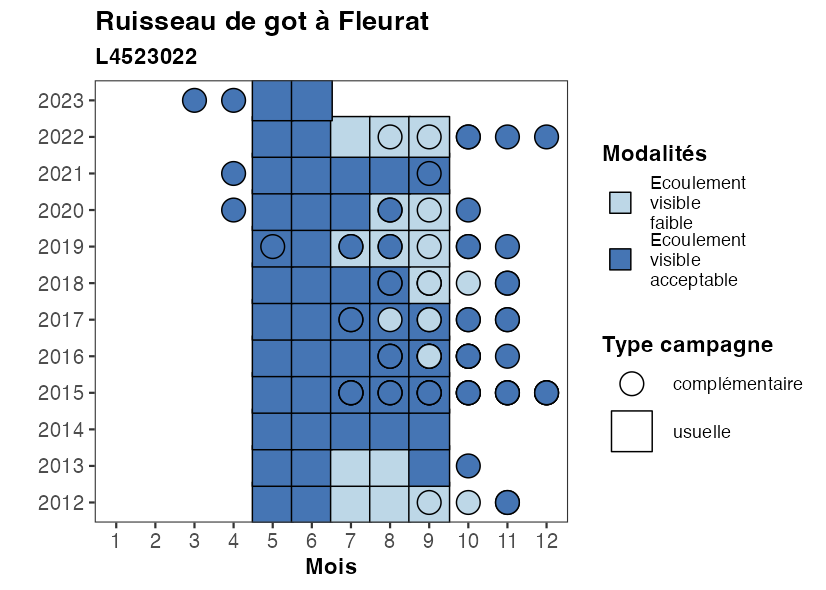 Ruisseau de got à Fleurat
L4523022
2023
2022
2021
2020
2019
2018
2017
2016
2015
2014
2013
2012
1 2 3 4 5 6 7 8 9 10 11 12
Mois
Modalités
Ecoulement
visible
faible
Ecoulement
visible
acceptable
Type campagne
complémentaire
usuelle